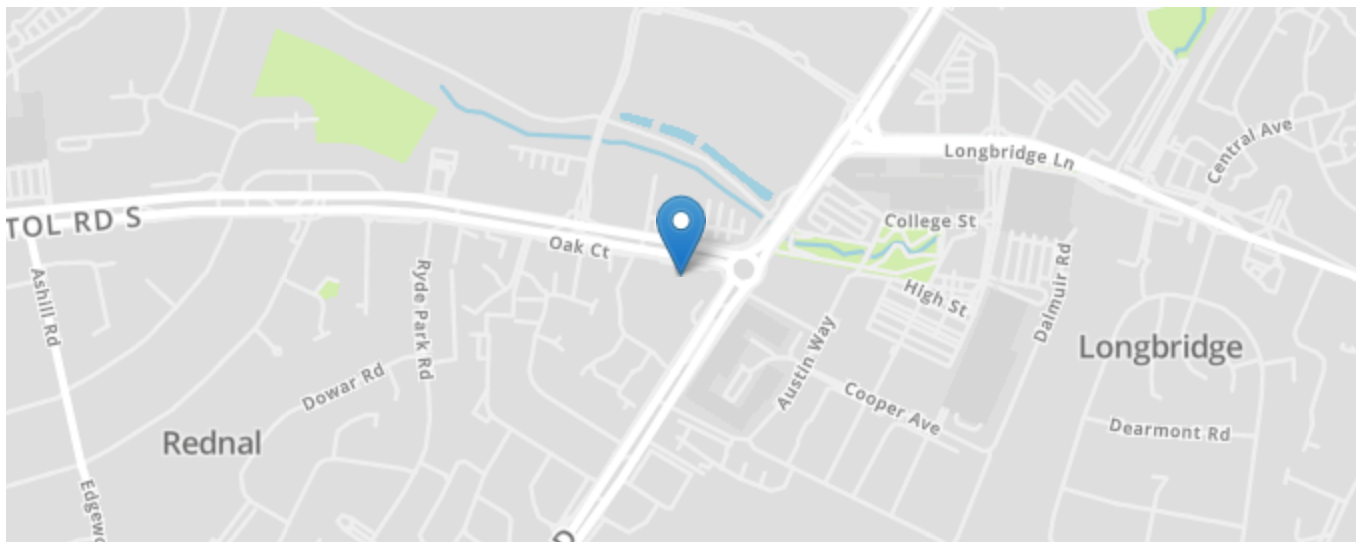 Central Ave
Longbridge Ln
TOL RD S
College St
Oak Ct
Ashill Rd
Ryde Park Rd
High St
Dalmuir Rd
Longbridge
Austin Way
Dowar Rd
Cooper Ave
Rednal
Dearmont Rd
Edgewo